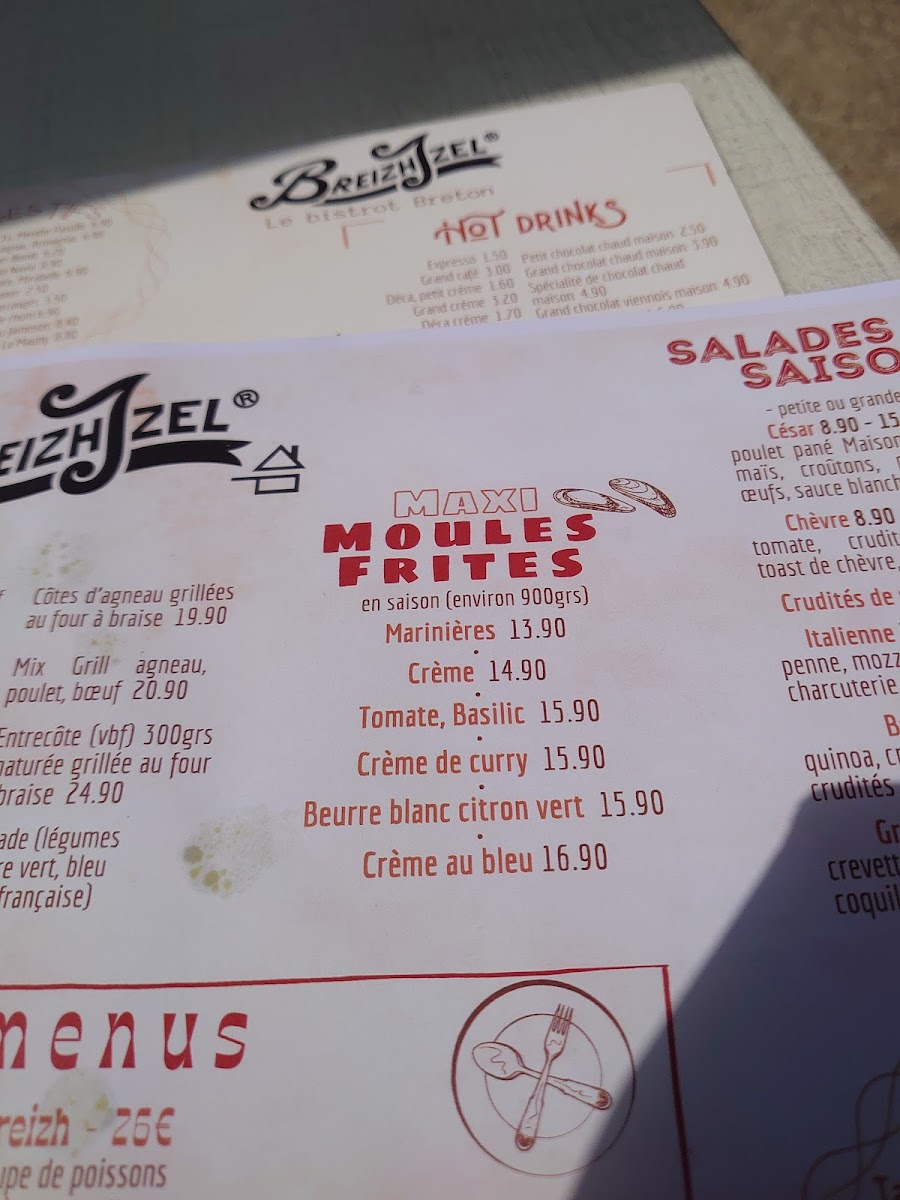 BREIZH IZEL®
Le bistrot Breton
HOT DRINKS
Expresso 1.50
Grand café 3.00
Déca, petit crème 1.60
Grand crème 3.20
Déca crème 1.70
Petit chocolat chaud maison 2.50
Grand chocolat chaud maison 3.90
Spécialité de chocolat chaud
maison 4.90
Grand chocolat viennois maison 4.90
EIZH IZEL®
Côtes d'agneau grillées
au four à braise 19.90
Mix Grill agneau,
poulet, bœuf 20.90
Entrecôte (vbf) 300grs
naturée grillée au four
braise 24.90
ade (légumes
re vert, bleu
française)
MAXI
MOULES
FRITES
en saison (environ 900grs)
Marinières 13.90
•
Crème 14.90
•
Tomate, Basilic 15.90
•
Crème de curry 15.90
•
Beurre blanc citron vert 15.90
•
Crème au bleu 16.90
SALADES
SAISO
- petite ou grande
César 8.90 - 15
poulet pané Maison
maïs, croûtons,
œufs, sauce blanch
Chèvre 8.90
tomate, crudit
toast de chèvre,
Crudités de
Italienne
penne, mozz
charcuterie
B
quinoa, cr
crudités
Gr
crevett
coquil
menus
reizh - 26€
upe de poissons